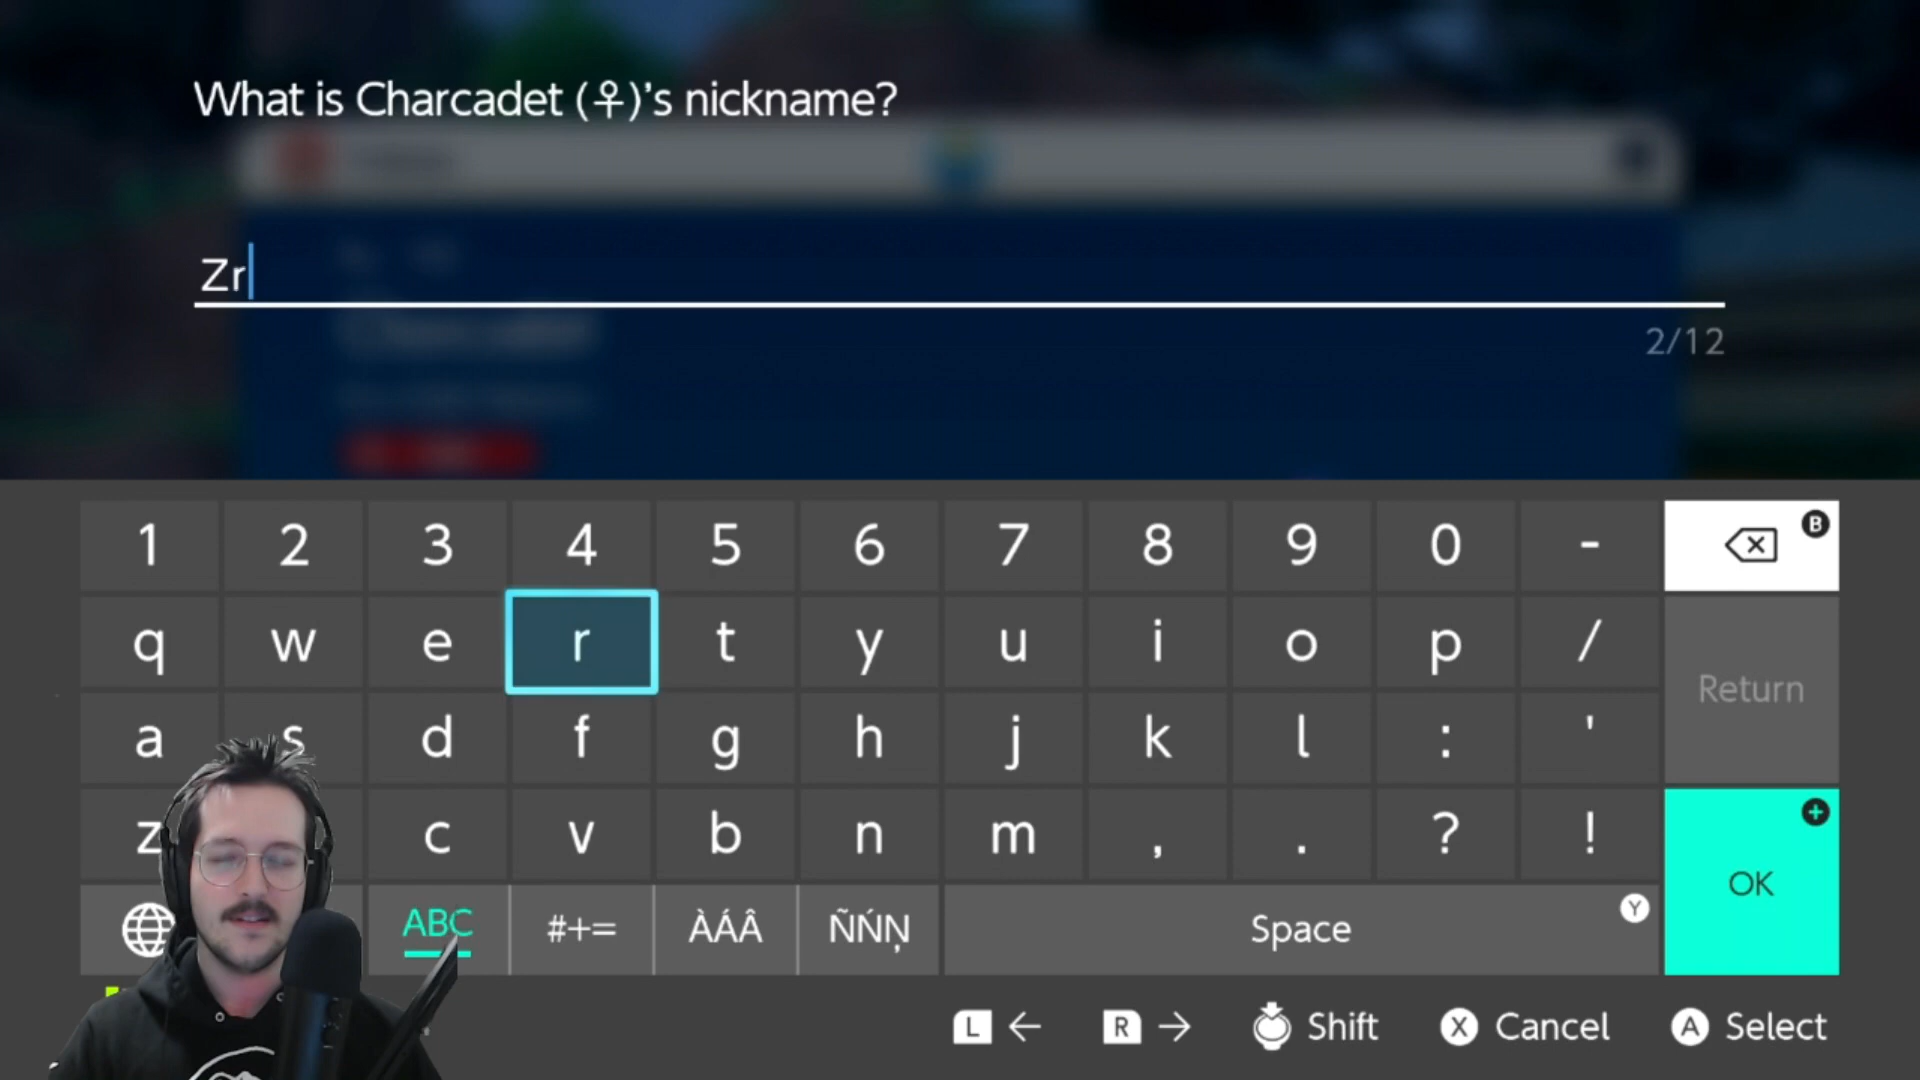 What is Charcadet (♀)'s nickname?
Zr
2/12
1 2 3 4 5 6 7 8 9 0 - B
q w e r t y u i o p /
Return
a s d f g h j k l : '
z c v b n m , . ? ! +
OK
ABC #+= ÀÁÂ ÑŃŅ Space Y
L ← R → Shift X Cancel A Select